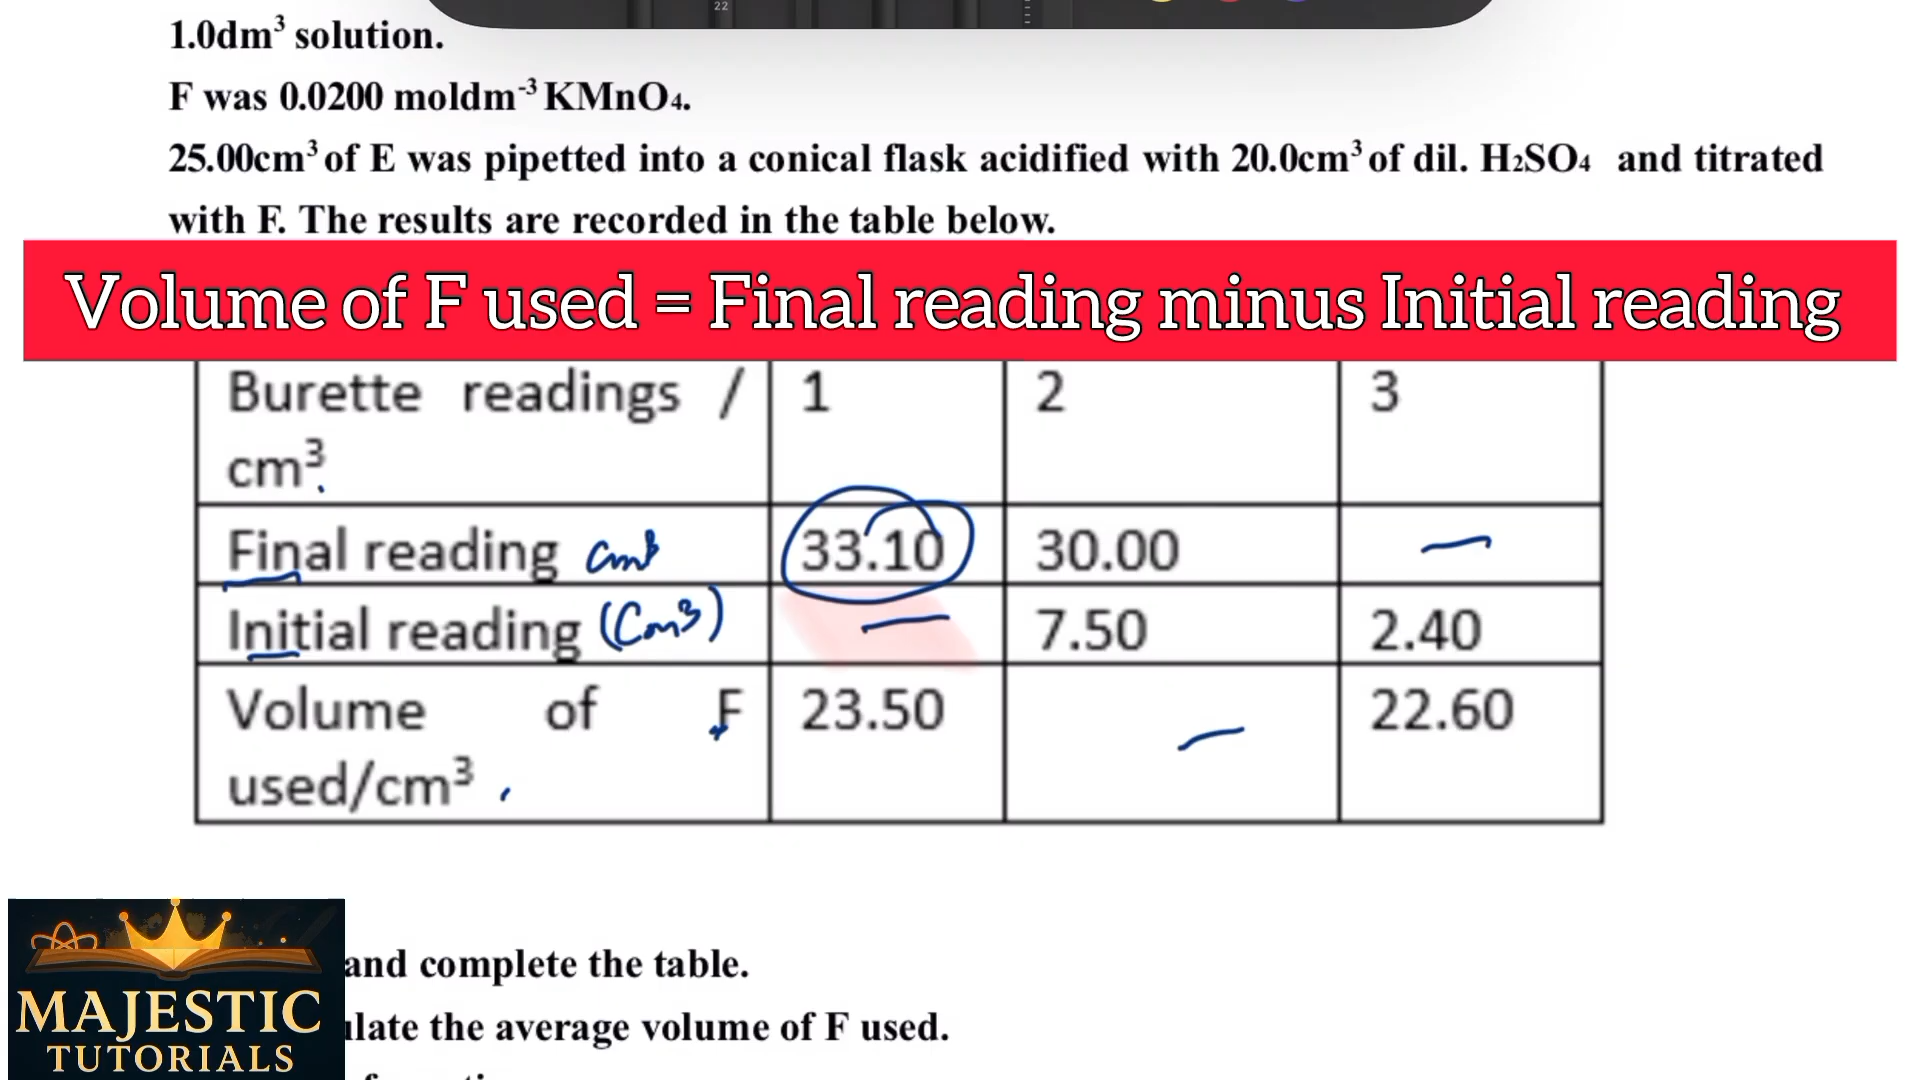 22
1.0dm³ solution.
F was 0.0200 moldm⁻³ KMnO₄.
25.00cm³ of E was pipetted into a conical flask acidified with 20.0cm³ of dil. H₂SO₄ and titrated
with F. The results are recorded in the table below.
Volume of F used = Final reading minus Initial reading
Burette readings / 1 2 3
cm³
Final reading cm³ 33.10 30.00 —
Initial reading (Cm³) — 7.50 2.40
Volume of F 23.50 — 22.60
used/cm³
and complete the table.
MAJESTIC
ulate the average volume of F used.
TUTORIALS